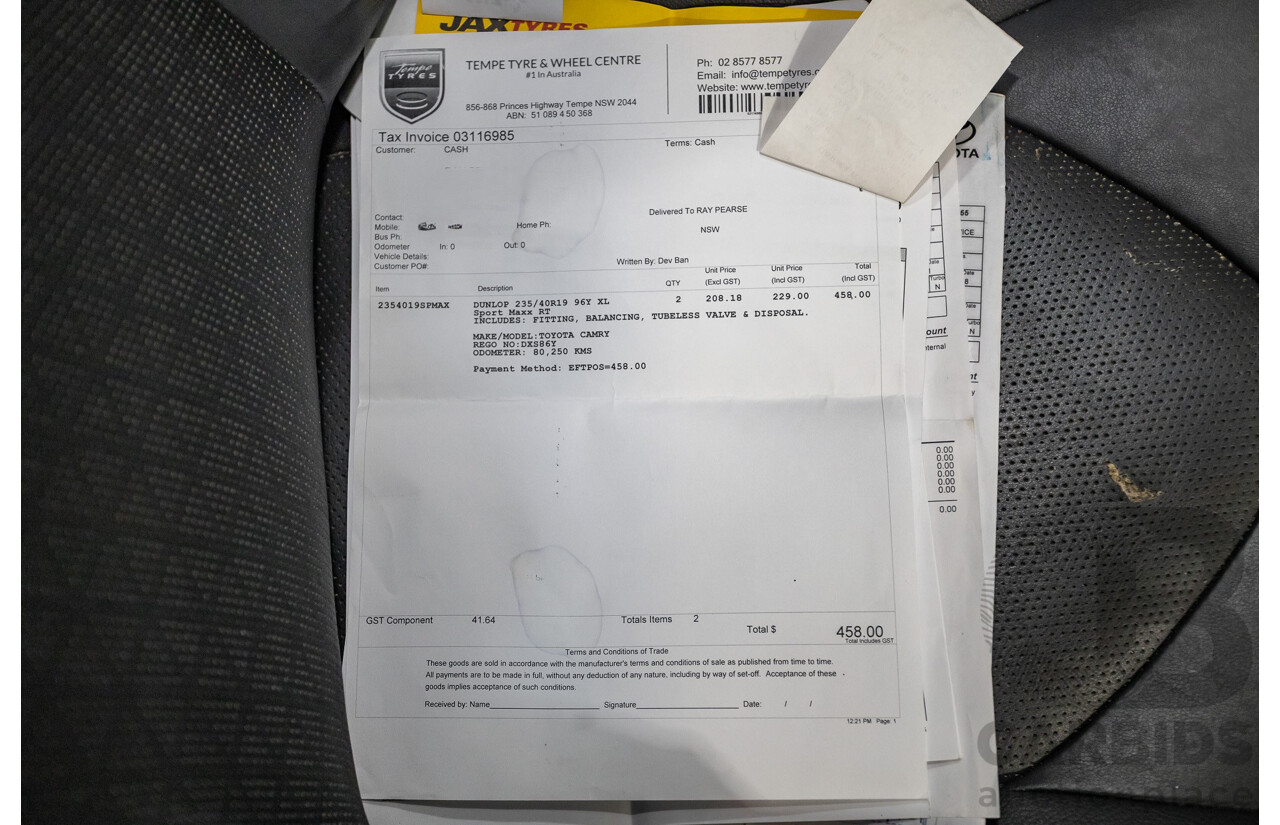 JAX TYRES
Tempe
TYRES
TEMPE TYRE & WHEEL CENTRE
#1 In Australia
856-868 Princes Highway Tempe NSW 2044
ABN: 51 089 450 368
Ph: 02 8577 8577
Email: info@tempetyres.c
Website: www.tempetyre
Tax Invoice 03116985
Customer: CASH
Terms: Cash
Contact:
Mobile:
Home Ph:
Bus Ph:
Odometer In: 0 Out: 0
Vehicle Details:
Customer PO#:
Delivered To RAY PEARSE
NSW
Written By: Dev Ban
Item Description QTY Unit Price (Excl GST) Unit Price (Incl GST) Total (Incl GST)
2354019SPMAX DUNLOP 235/40R19 96Y XL 2 208.18 229.00 458.00
Sport Maxx RT
INCLUDES: FITTING, BALANCING, TUBELESS VALVE & DISPOSAL.
MAKE/MODEL:TOYOTA CAMRY
REGO NO:DXS86Y
ODOMETER: 80,250 KMS
Payment Method: EFTPOS=458.00
GST Component 41.64 Totals Items 2
Total $ 458.00
Total Includes GST
Terms and Conditions of Trade
These goods are sold in accordance with the manufacturer's terms and conditions of sale as published from time to time.
All payments are to be made in full, without any deduction of any nature, including by way of set-off. Acceptance of these
goods implies acceptance of such conditions.
Received by: Name Signature Date: / /
12:21 PM Page 1
OTA
55
ICE
N
N
ount
ternal
0.00
0.00
0.00
0.00
0.00
0.00
0.00
CARBIDS